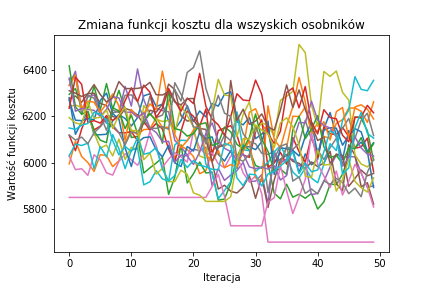 Zmiana funkcji kosztu dla wszyskich osobników
Wartość funkcji kosztu
6400
6200
6000
5800
0 10 20 30 40 50
Iteracja